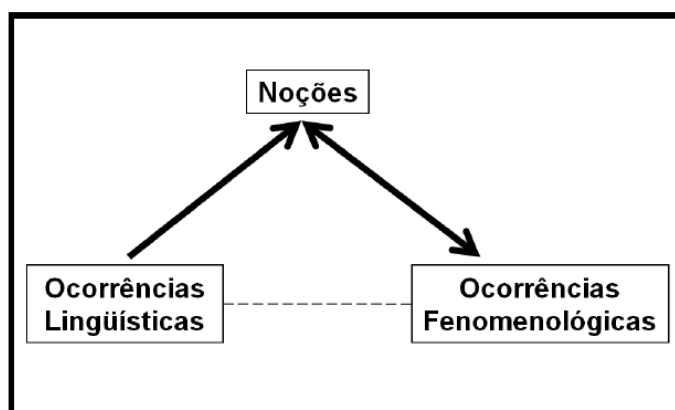 Noções
Ocorrências
Lingüísticas
Ocorrências
Fenomenológicas